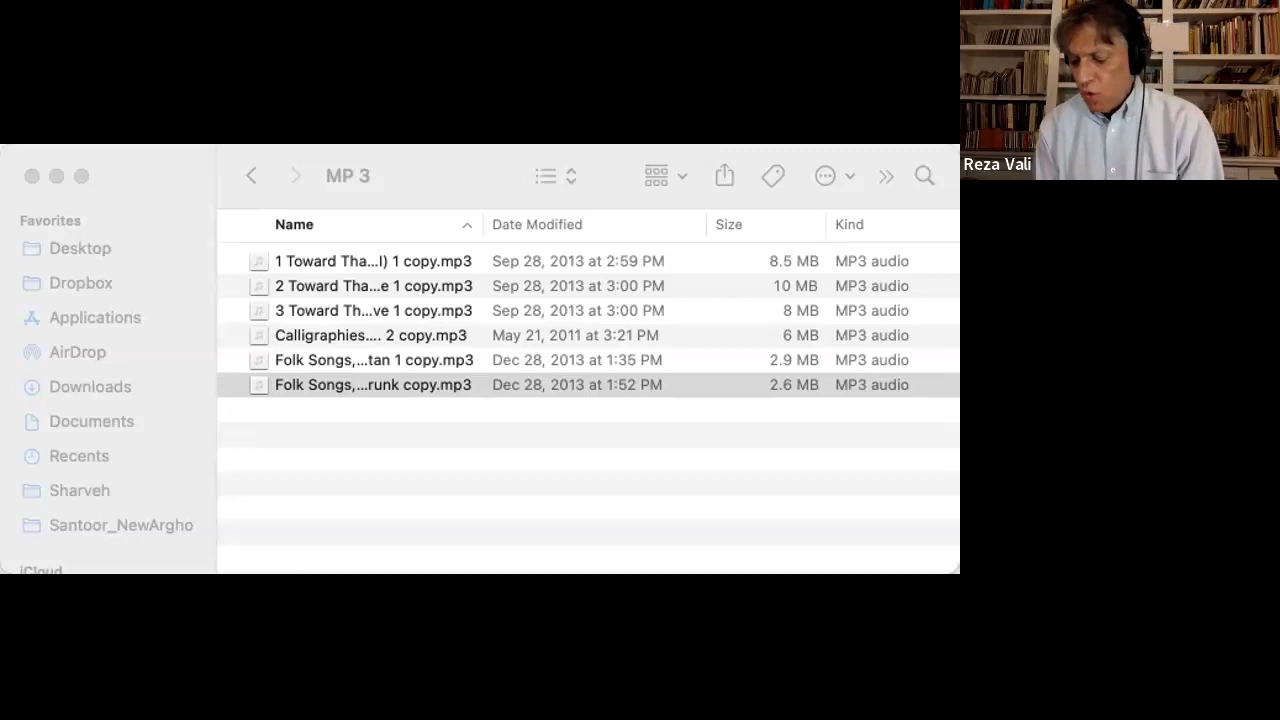 Reza Vali
MP 3
Favorites
Desktop
Dropbox
Applications
AirDrop
Downloads
Documents
Recents
Sharveh
Santoor_NewArgho
iCloud
Name Date Modified Size Kind
1 Toward Tha...l) 1 copy.mp3 Sep 28, 2013 at 2:59 PM 8.5 MB MP3 audio
2 Toward Tha...e 1 copy.mp3 Sep 28, 2013 at 3:00 PM 10 MB MP3 audio
3 Toward Th...ve 1 copy.mp3 Sep 28, 2013 at 3:00 PM 8 MB MP3 audio
Calligraphies.... 2 copy.mp3 May 21, 2011 at 3:21 PM 6 MB MP3 audio
Folk Songs,...tan 1 copy.mp3 Dec 28, 2013 at 1:35 PM 2.9 MB MP3 audio
Folk Songs,...runk copy.mp3 Dec 28, 2013 at 1:52 PM 2.6 MB MP3 audio